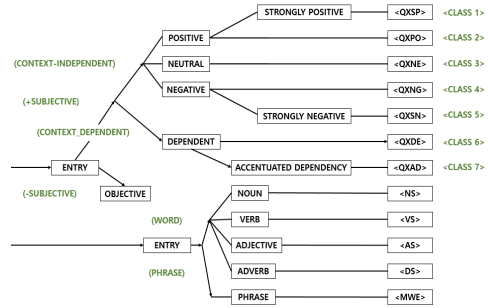 STRONGLY POSITIVE <QXSP> <CLASS 1>
POSITIVE <QXPO> <CLASS 2>
(CONTEXT-INDEPENDENT) NEUTRAL <QXNE> <CLASS 3>
NEGATIVE <QXNG> <CLASS 4>
(+SUBJECTIVE)
STRONGLY NEGATIVE <QXSN> <CLASS 5>
(CONTEXT_DEPENDENT)
DEPENDENT <QXDE> <CLASS 6>
ENTRY ACCENTUATED DEPENDENCY <QXAD> <CLASS 7>
(-SUBJECTIVE) OBJECTIVE NOUN <NS>
(WORD) VERB <VS>
ENTRY ADJECTIVE <AS>
(PHRASE) ADVERB <DS>
PHRASE <MWE>